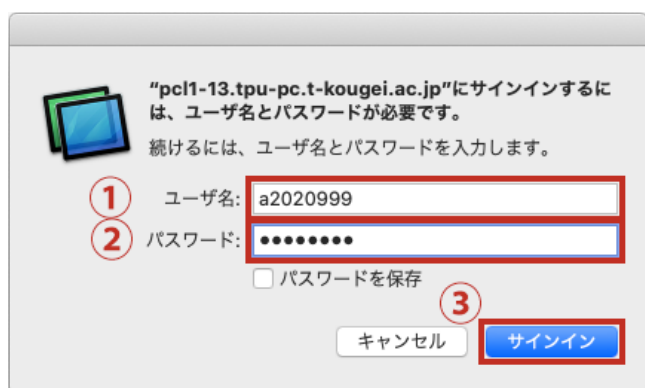 “pcl1-13.tpu-pc.t-kougei.ac.jp”にサインインするに
は、ユーザ名とパスワードが必要です。
続けるには、ユーザ名とパスワードを入力します。
① ユーザ名: a2020999
② パスワード: ●●●●●●●●
パスワードを保存
③
キャンセル サインイン